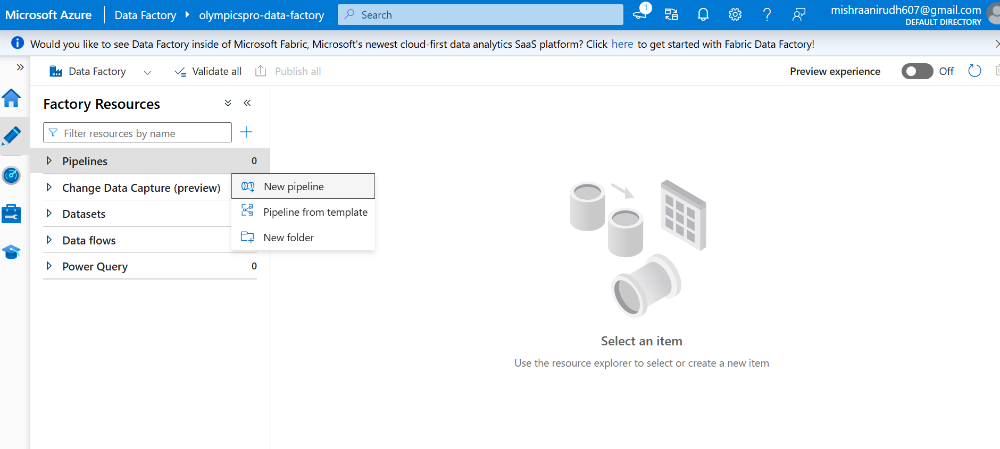 Microsoft Azure Data Factory olympicspro-data-factory Search 1 mishraanirudh607@gmail.com
DEFAULT DIRECTORY
Would you like to see Data Factory inside of Microsoft Fabric, Microsoft's newest cloud-first data analytics SaaS platform? Click here to get started with Fabric Data Factory!
Data Factory Validate all Publish all Preview experience Off
Factory Resources
Filter resources by name
Pipelines 0
Change Data Capture (preview)
Datasets
Data flows
Power Query 0
New pipeline
Pipeline from template
New folder
Select an item
Use the resource explorer to select or create a new item